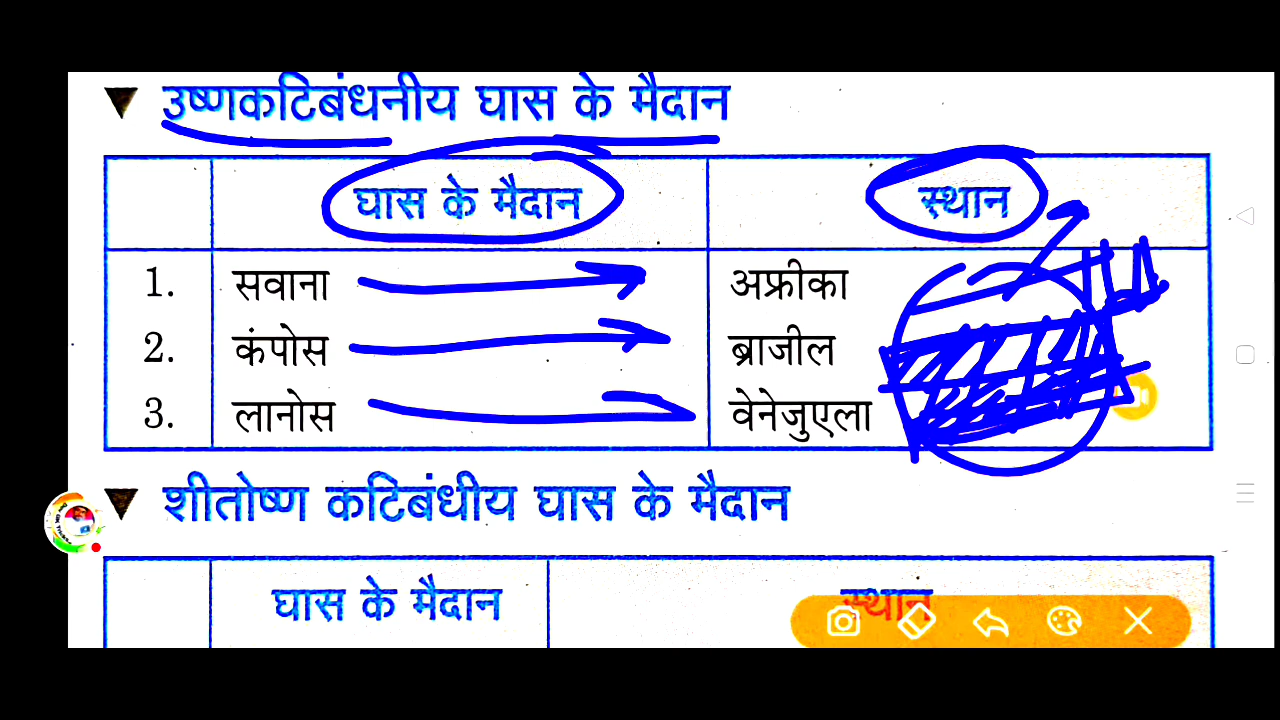 उष्णकटिबंधनीय घास के मैदान
घास के मैदान स्थान
1. सवाना अफ्रीका
2. कंपोस ब्राजील
3. लानोस वेनेजुएला
शीतोष्ण कटिबंधीय घास के मैदान
घास के मैदान स्थान